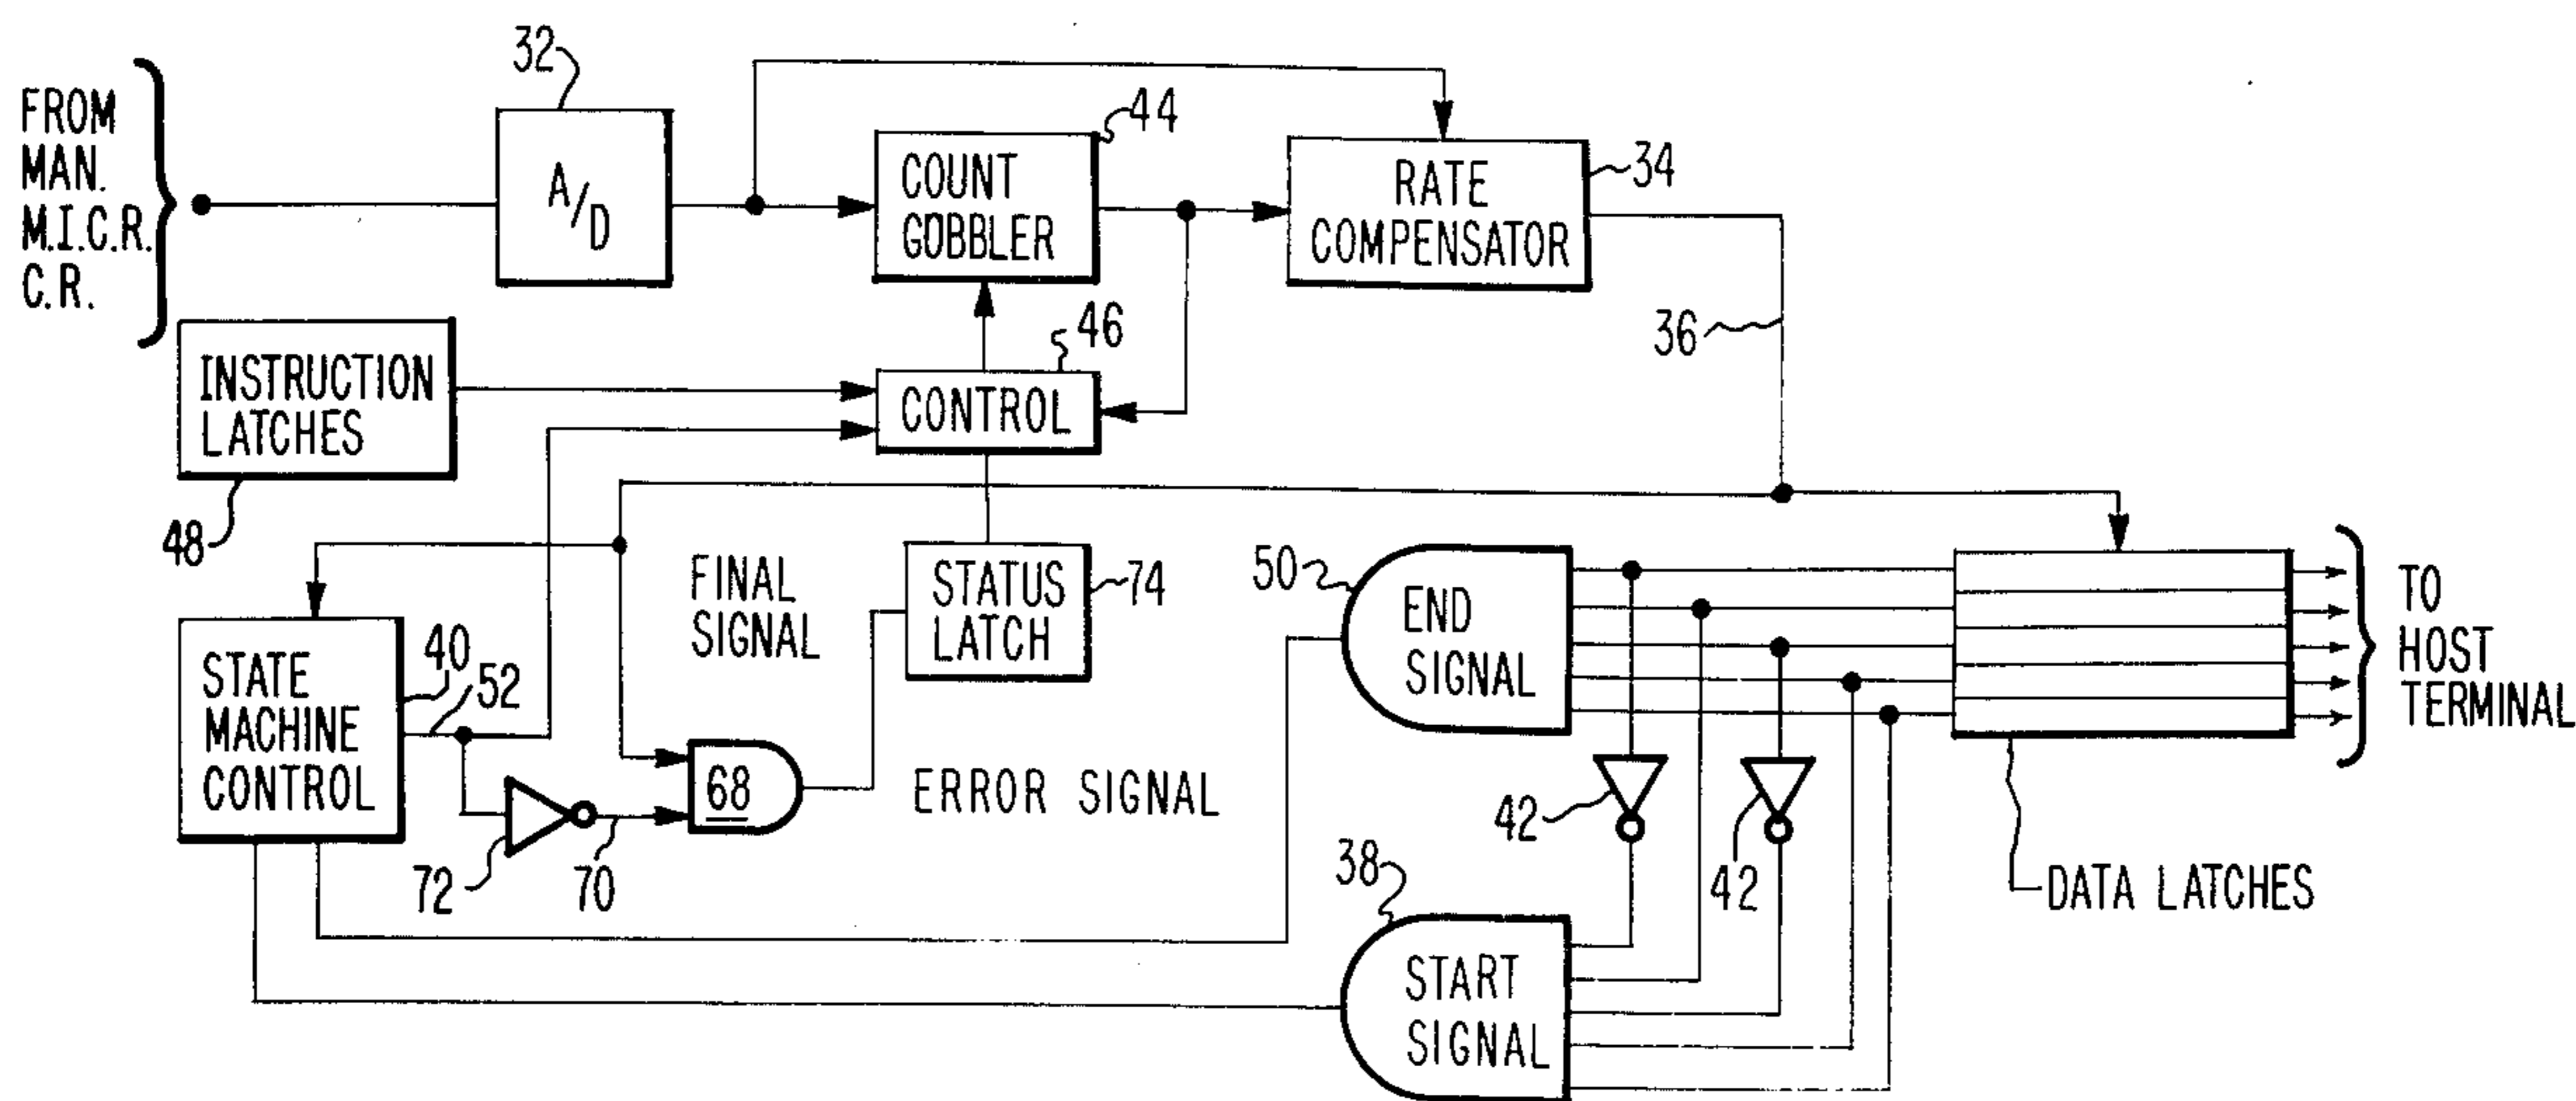 FROM
MAN.
M.I.C.R.
C.R.
32
A/D
44
COUNT
GOBBLER
RATE
COMPENSATOR
34
36
46
INSTRUCTION
LATCHES
48
CONTROL
FINAL
SIGNAL
STATUS
LATCH
74
50
END
SIGNAL
TO
HOST
TERMINAL
STATE
MACHINE
CONTROL
40
52
68
ERROR SIGNAL
72
70
42
42
38
START
SIGNAL
DATA LATCHES